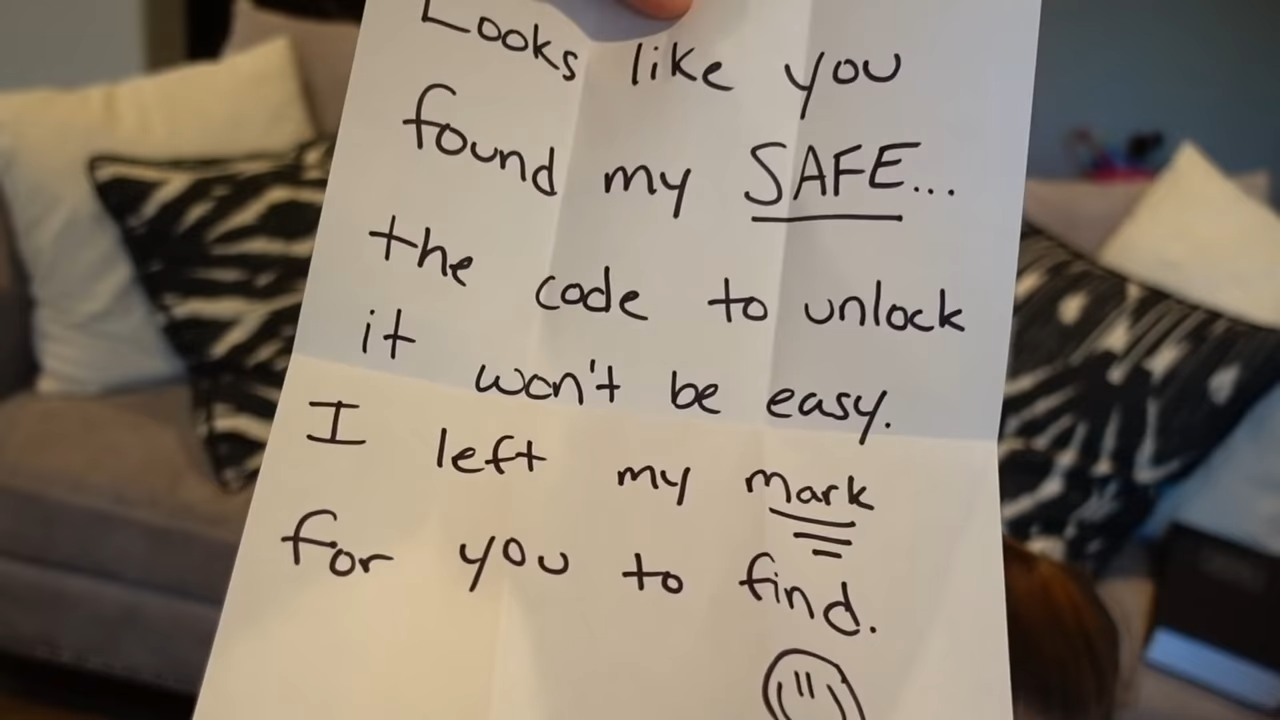 Looks like you
found my SAFE...
the code to unlock
it won't be easy.
I left my mark
for you to find.